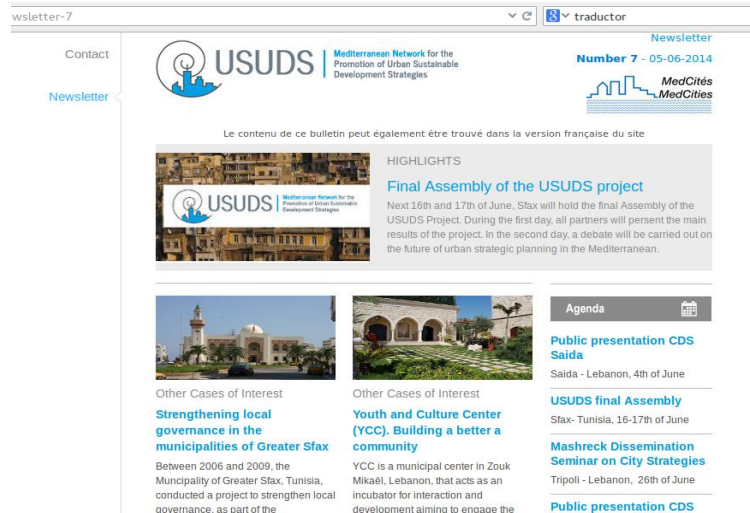 wsletter-7
traductor
Contact
Newsletter
USUDS
Mediterranean Network for the
Promotion of Urban Sustainable
Development Strategies
Newsletter
Number 7 - 05-06-2014
MedCités
MedCities
Le contenu de ce bulletin peut également être trouvé dans la version française du site
USUDS
Mediterranean Network for the
Promotion of Urban Sustainable
Development Strategies
HIGHLIGHTS
Final Assembly of the USUDS project
Next 16th and 17th of June, Sfax will hold the final Assembly of the
USUDS Project. During the first day, all partners will persent the main
results of the project. In the second day, a debate will be carried out on
the future of urban strategic planning in the Mediterranean.
Other Cases of Interest
Strengthening local
governance in the
municipalities of Greater Sfax
Between 2006 and 2009, the
Muncipality of Greater Sfax, Tunisia,
conducted a project to strengthen local
governance, as part of the
Other Cases of Interest
Youth and Culture Center
(YCC). Building a better a
community
YCC is a municipal center in Zouk
Mikaël, Lebanon, that acts as an
incubator for interaction and
development aiming to engage the
Agenda
Public presentation CDS
Saida
Saida - Lebanon, 4th of June
USUDS final Assembly
Sfax- Tunisia, 16-17th of June
Mashreck Dissemination
Seminar on City Strategies
Tripoli - Lebanon, 26th of June
Public presentation CDS